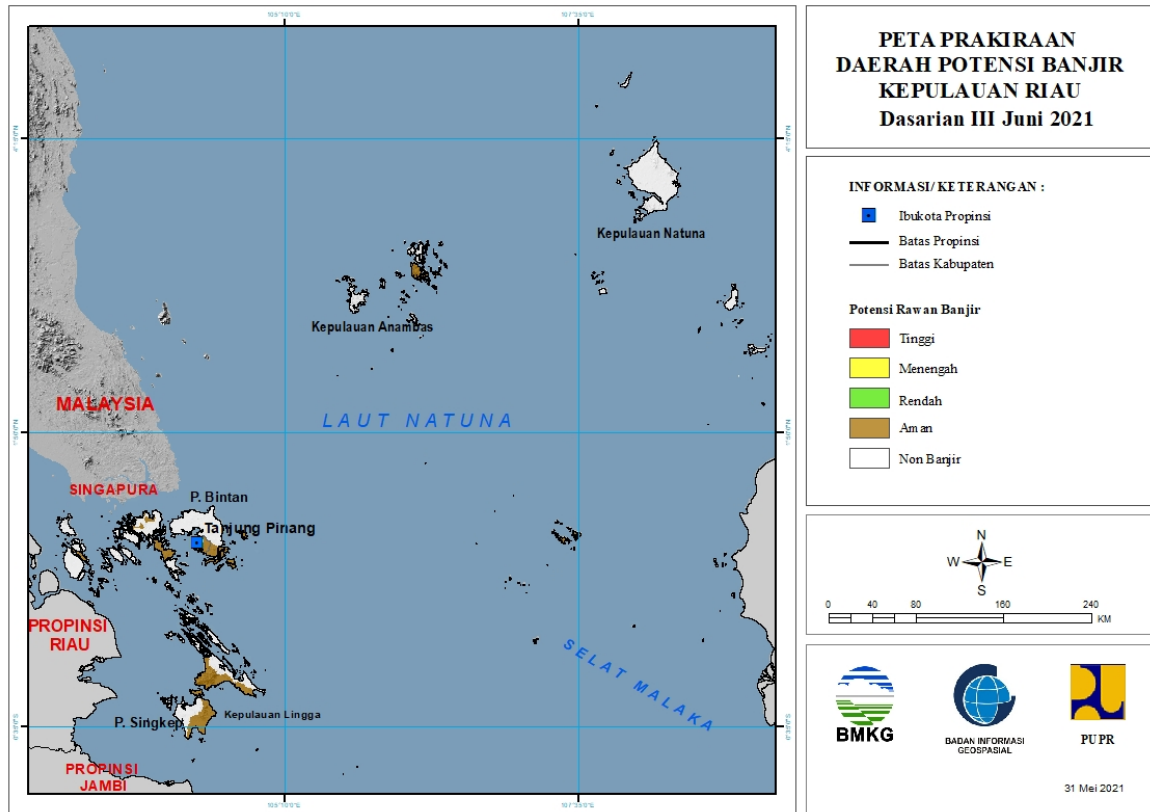 PETA PRAKIRAAN
DAERAH POTENSI BANJIR
KEPULAUAN RIAU
Dasarian III Juni 2021
INFORMASI/ KETERANGAN :
Ibukota Propinsi
Batas Propinsi
Batas Kabupaten
Potensi Rawan Banjir
Tinggi
Menengah
Rendah
Aman
Non Banjir
N
W E
S
0 40 80 160 240
KM
BMKG
BADAN INFORMASI
GEOSPASIAL
PUPR
31 Mei 2021
Kepulauan Natuna
Kepulauan Anambas
MALAYSIA
LAUT NATUNA
SINGAPURA
P. Bintan
Tanjung Pinang
PROPINSI
RIAU
SELAT MALAKA
P. Singkep
Kepulauan Lingga
PROPINSI
JAMBI